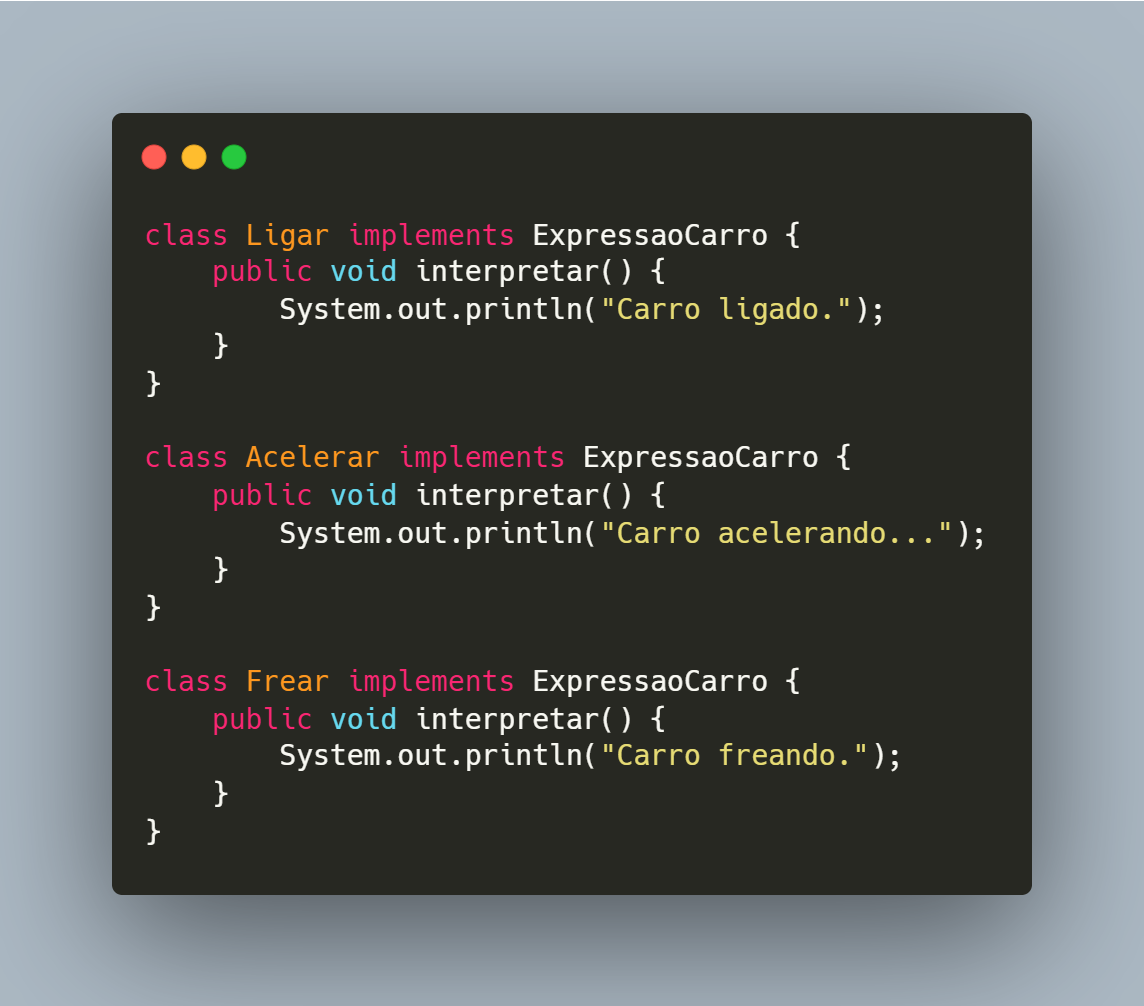 class Ligar implements ExpressaoCarro {
    public void interpretar() {
        System.out.println("Carro ligado.");
    }
}

class Acelerar implements ExpressaoCarro {
    public void interpretar() {
        System.out.println("Carro acelerando...");
    }
}

class Frear implements ExpressaoCarro {
    public void interpretar() {
        System.out.println("Carro freando.");
    }
}